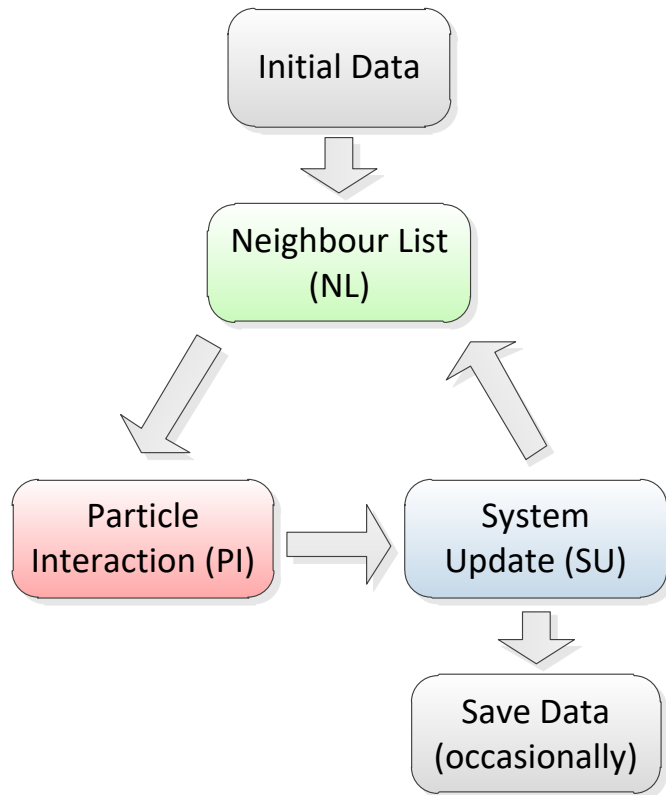 Initial Data
Neighbour List
(NL)
Particle
Interaction (PI)
System
Update (SU)
Save Data
(occasionally)